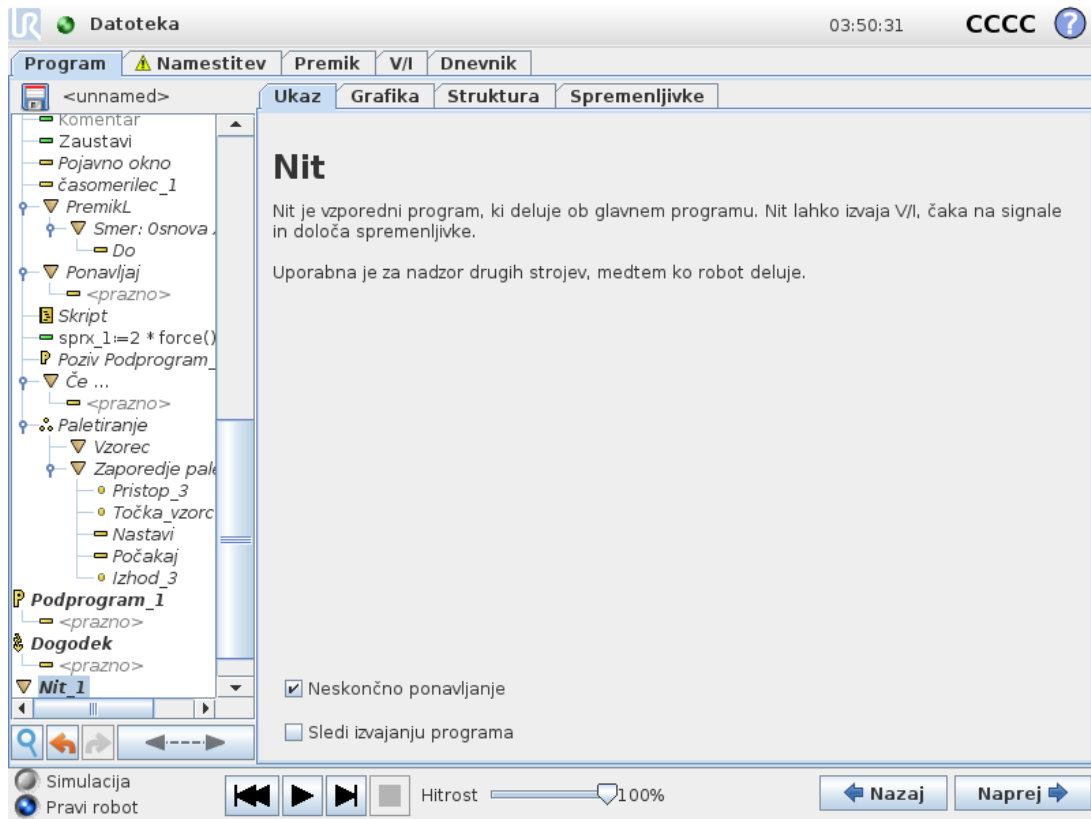 UR Datoteka 03:50:31 CCCC ?
Program Namestitev Premik V/I Dnevnik
<unnamed>
Ukaz Grafika Struktura Spremenljivke
Komentar
Zaustavi
Pojavno okno
časomerilec_1
PremikL
Smer: Osnova
Do
Ponavljaj
<prazno>
Skript
sprx_1:=2 * force()
Poziv Podprogram_
Če ...
<prazno>
Paletiranje
Vzorec
Zaporedje pale
Pristop_3
Točka_vzorc
Nastavi
Počakaj
Izhod_3
P Podprogram_1
<prazno>
Dogodek
<prazno>
Nit_1
Nit
Nit je vzporedni program, ki deluje ob glavnem programu. Nit lahko izvaja V/I, čaka na signale
in določa spremenljivke.
Uporabna je za nadzor drugih strojev, medtem ko robot deluje.
Neskončno ponavljanje
Sledi izvajanju programa
Simulacija
Pravi robot
Hitrost 100%
Nazaj Naprej